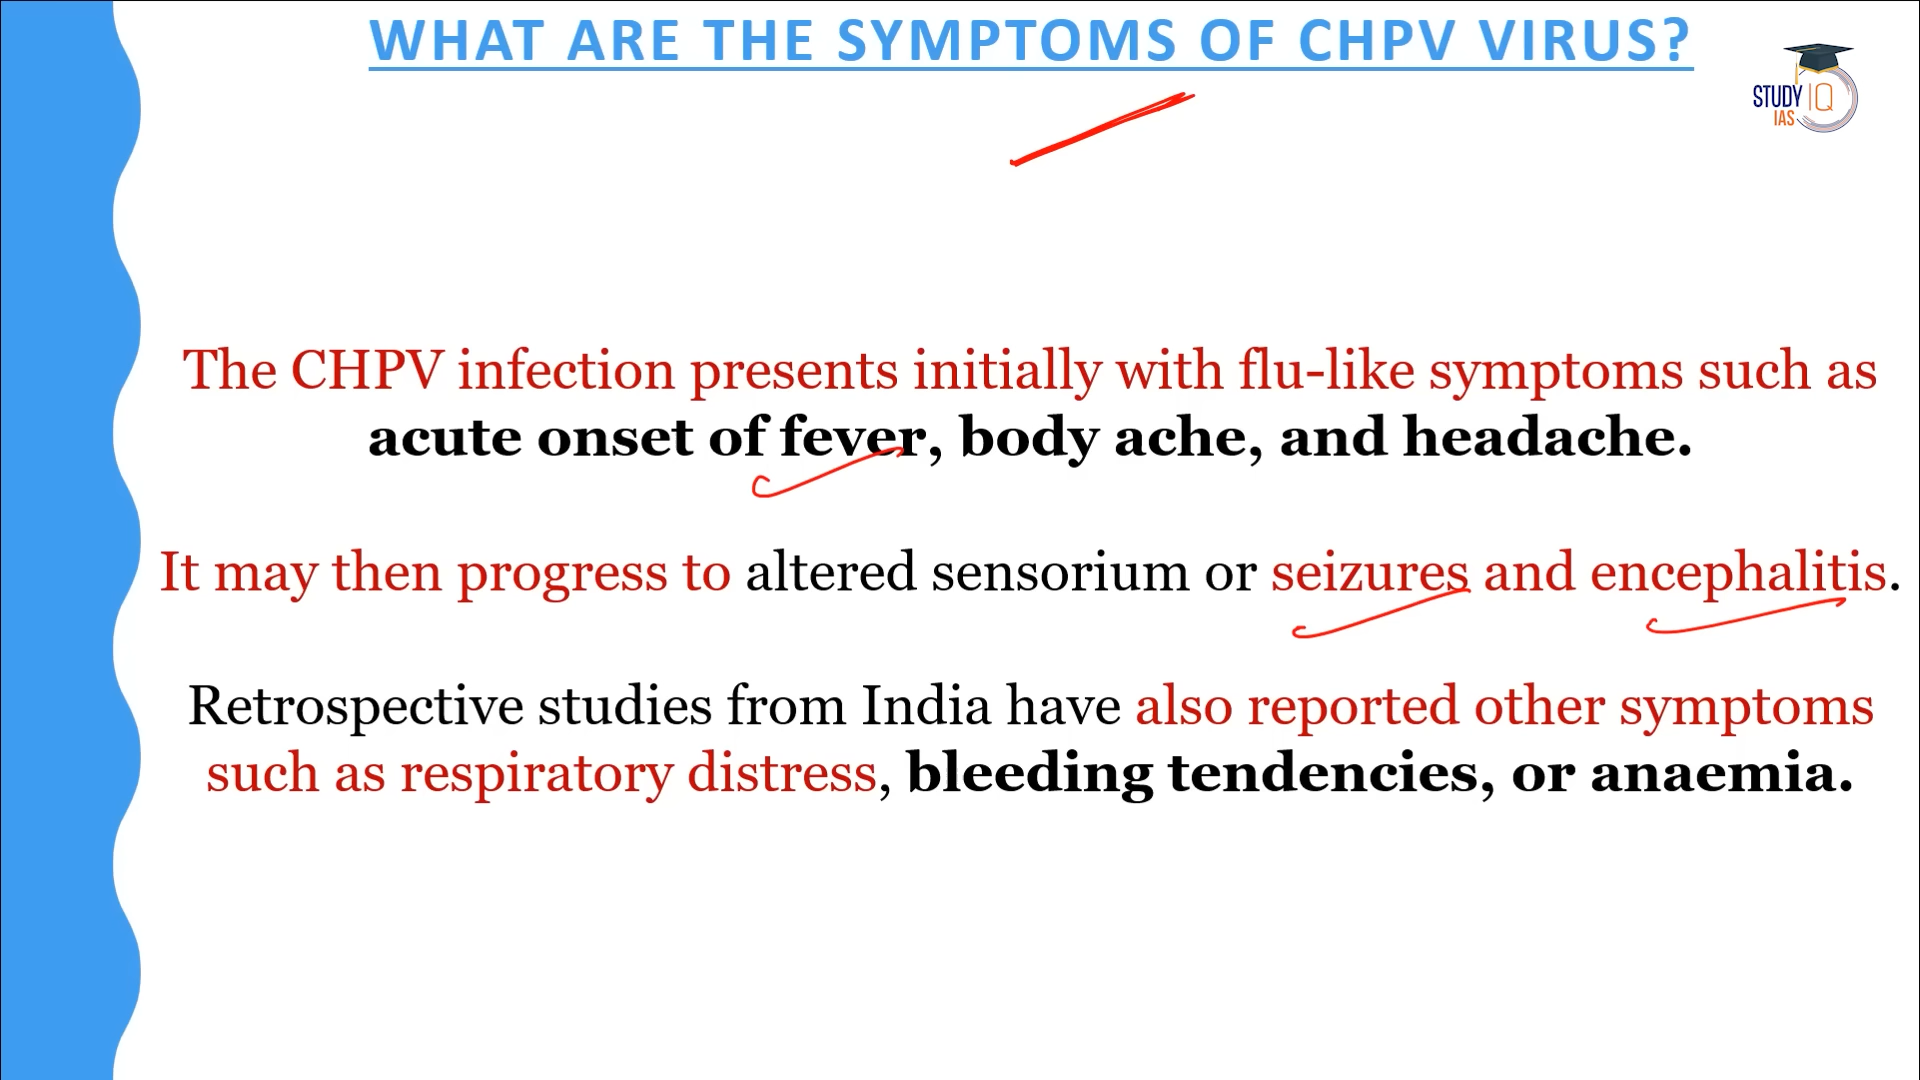 WHAT ARE THE SYMPTOMS OF CHPV VIRUS?
STUDY IQ
IAS
The CHPV infection presents initially with flu-like symptoms such as
acute onset of fever, body ache, and headache.
It may then progress to altered sensorium or seizures and encephalitis.
Retrospective studies from India have also reported other symptoms
such as respiratory distress, bleeding tendencies, or anaemia.